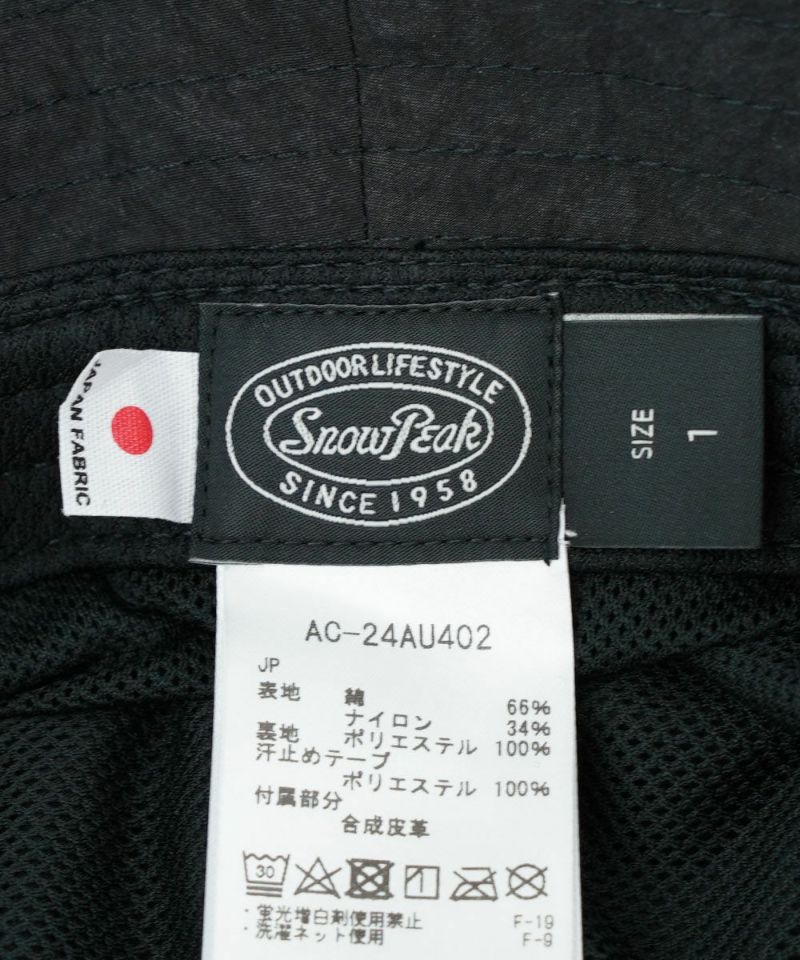 JAPAN FABRIC
OUTDOOR LIFESTYLE
Snow Peak
SINCE 1958
SIZE
1
AC-24AU402
JP
表地 綿 66%
ナイロン 34%
裏地 ポリエステル 100%
汗止めテープ
ポリエステル 100%
付属部分
合成皮革
30
・蛍光増白剤使用禁止 F-19
・洗濯ネット使用 F-9